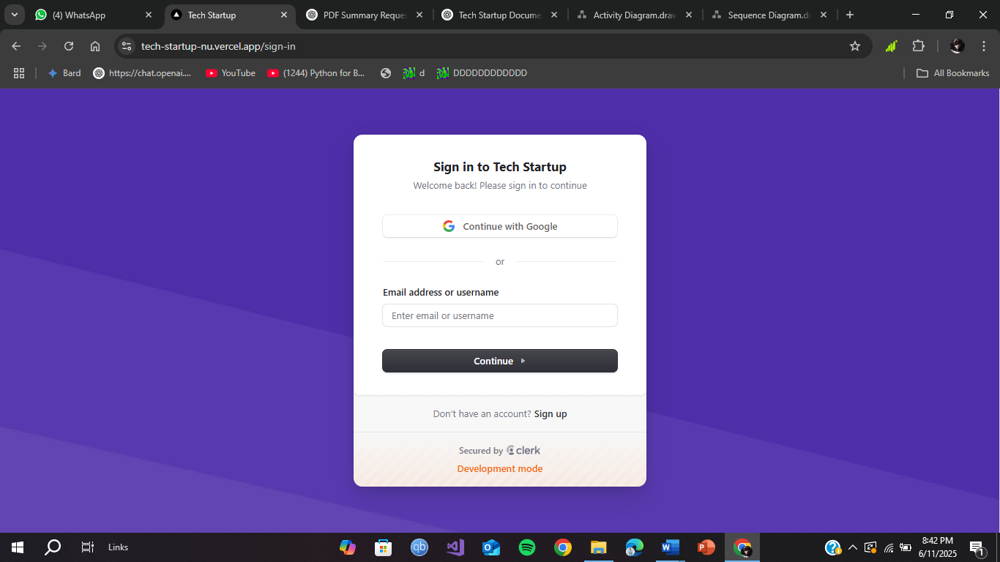 (4) WhatsApp
Tech Startup
PDF Summary Reques
Tech Startup Docume
Activity Diagram.draw
Sequence Diagram.dr
tech-startup-nu.vercel.app/sign-in
Bard
https://chat.openai....
YouTube
(1244) Python for B...
d
DDDDDDDDDDDD
All Bookmarks
Sign in to Tech Startup
Welcome back! Please sign in to continue
Continue with Google
or
Email address or username
Enter email or username
Continue
Don't have an account? Sign up
Secured by clerk
Development mode
Links
8:42 PM
6/11/2025
1